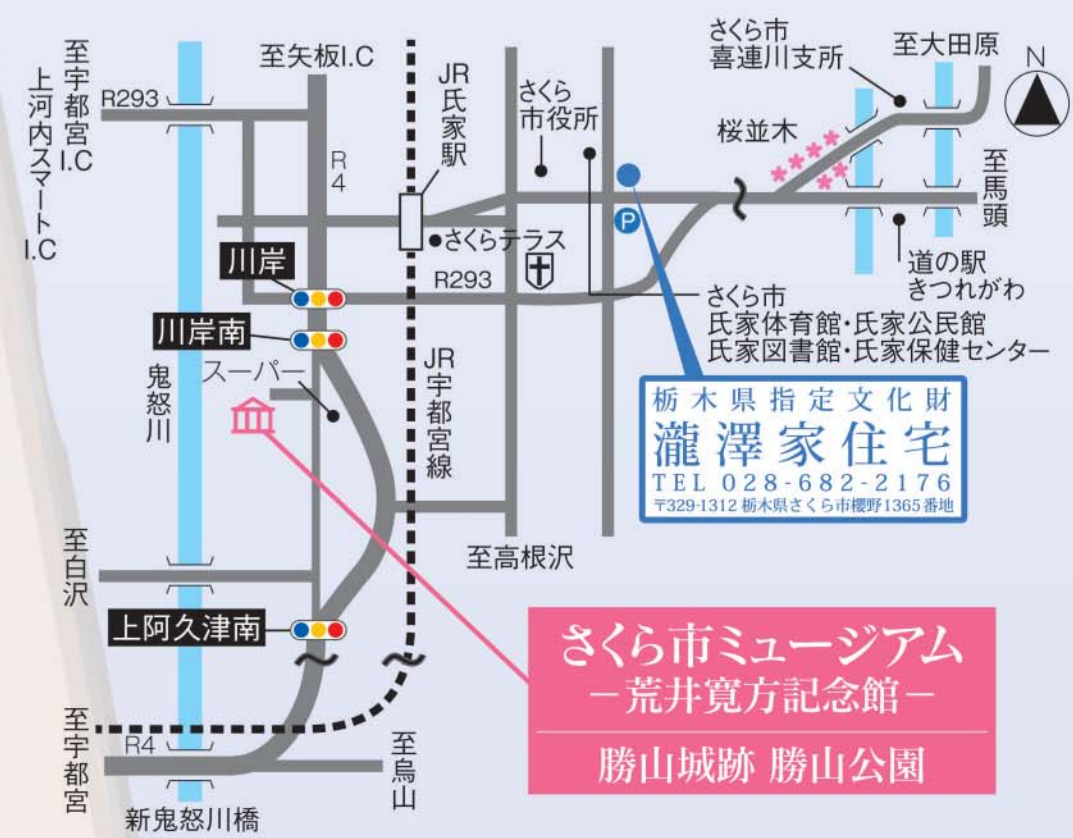 至宇都宮I.C
上河内スマートI.C
R293
至矢板I.C
R4
JR氏家駅
さくら
市役所
さくら市
喜連川支所
至大田原
N
桜並木
至馬頭
P
川岸
さくらテラス
R293
道の駅
きつれがわ
さくら市
氏家体育館・氏家公民館
氏家図書館・氏家保健センター
川岸南
スーパー
鬼怒川
JR宇都宮線
栃木県指定文化財
瀧澤家住宅
TEL 028-682-2176
〒329-1312 栃木県さくら市櫻野1365番地
至高根沢
至白沢
上阿久津南
さくら市ミュージアム
－荒井寛方記念館－
勝山城跡 勝山公園
至宇都宮
R4
至烏山
新鬼怒川橋